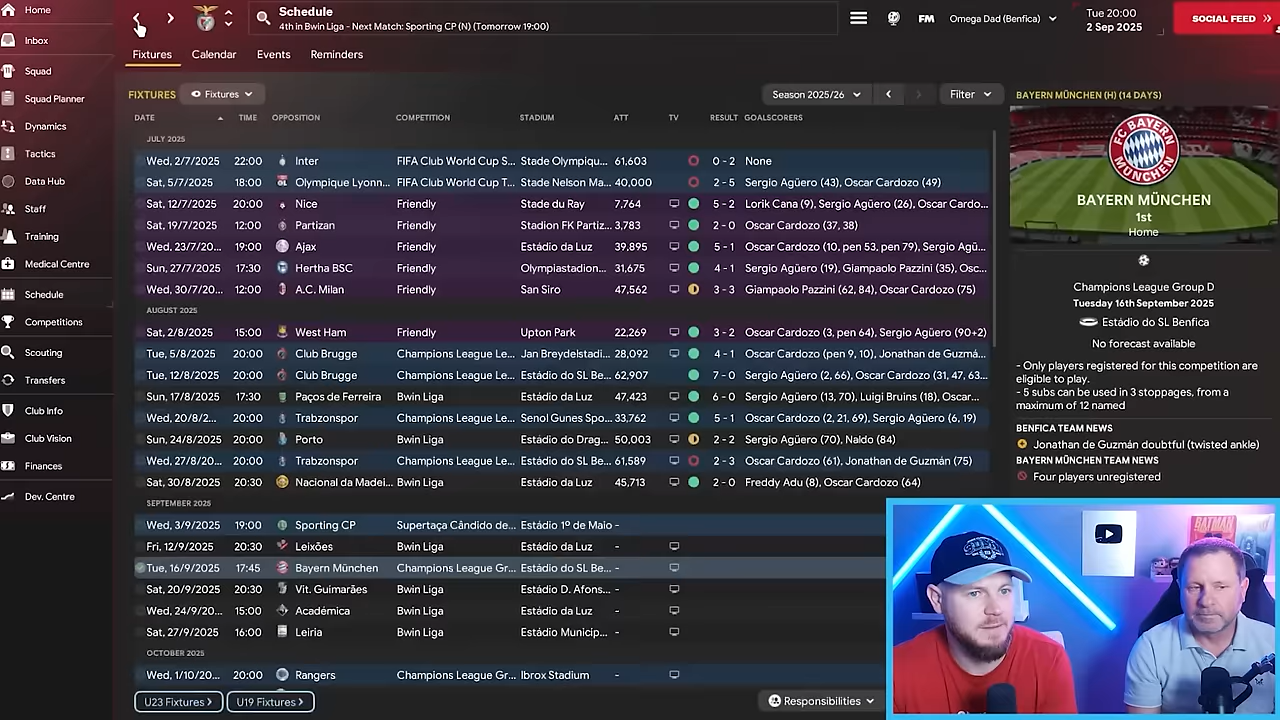 Home
Inbox
Squad
Squad Planner
Dynamics
Tactics
Data Hub
Staff
Training
Medical Centre
Schedule
Competitions
Scouting
Transfers
Club Info
Club Vision
Finances
Dev. Centre
Schedule
4th in Bwin Liga - Next Match: Sporting CP (N) (Tomorrow 19:00)
FM
Omega Dad (Benfica)
Tue 20:00
2 Sep 2025
SOCIAL FEED
Fixtures Calendar Events Reminders
FIXTURES Fixtures Season 2025/26 Filter
DATE TIME OPPOSITION COMPETITION STADIUM ATT TV RESULT GOALSCORERS
JULY 2025
Wed, 2/7/2025 22:00 Inter FIFA Club World Cup S... Stade Olympiqu... 61,603 0 - 2 None
Sat, 5/7/2025 18:00 Olympique Lyonn... FIFA Club World Cup T... Stade Nelson Ma... 40,000 2 - 5 Sergio Agüero (43), Oscar Cardozo (49)
Sat, 12/7/2025 20:00 Nice Friendly Stade du Ray 7,764 5 - 2 Lorik Cana (9), Sergio Agüero (26), Oscar Cardo...
Sat, 19/7/2025 12:00 Partizan Friendly Stadion FK Partiz... 3,783 2 - 0 Oscar Cardozo (37, 38)
Wed, 23/7/20... 19:00 Ajax Friendly Estádio da Luz 39,895 5 - 1 Oscar Cardozo (10, pen 53, pen 79), Sergio Agü...
Sun, 27/7/2025 17:30 Hertha BSC Friendly Olympiastadion... 31,675 4 - 1 Sergio Agüero (19), Giampaolo Pazzini (35), Osc...
Wed, 30/7/20... 12:00 A.C. Milan Friendly San Siro 47,562 3 - 3 Giampaolo Pazzini (62, 84), Oscar Cardozo (75)
AUGUST 2025
Sat, 2/8/2025 15:00 West Ham Friendly Upton Park 22,269 3 - 2 Oscar Cardozo (3, pen 64), Sergio Agüero (90+2)
Tue, 5/8/2025 20:00 Club Brugge Champions League Le... Jan Breydelstadi... 28,092 4 - 1 Oscar Cardozo (pen 9, 10), Jonathan de Guzmá...
Tue, 12/8/2025 20:00 Club Brugge Champions League Le... Estádio do SL Be... 62,907 7 - 0 Sergio Agüero (2, 66), Oscar Cardozo (31, 47, 63...
Sun, 17/8/2025 17:30 Paços de Ferreira Bwin Liga Estádio da Luz 47,423 6 - 0 Sergio Agüero (13, 70), Luigi Bruins (18), Oscar...
Wed, 20/8/2... 20:00 Trabzonspor Champions League Le... Senol Gunes Spo... 33,762 5 - 1 Oscar Cardozo (2, 21, 69), Sergio Agüero (6, 19)
Sun, 24/8/2025 20:00 Porto Bwin Liga Estádio do Drag... 50,003 2 - 2 Sergio Agüero (70), Naldo (84)
Wed, 27/8/20... 20:00 Trabzonspor Champions League Le... Estádio do SL Be... 61,589 2 - 3 Oscar Cardozo (61), Jonathan de Guzmán (75)
Sat, 30/8/2025 20:30 Nacional da Madei... Bwin Liga Estádio da Luz 45,713 2 - 0 Freddy Adu (8), Oscar Cardozo (64)
SEPTEMBER 2025
Wed, 3/9/2025 19:00 Sporting CP Supertaça Cândido de... Estádio 1º de Maio -
Fri, 12/9/2025 20:30 Leixões Bwin Liga Estádio da Luz -
Tue, 16/9/2025 17:45 Bayern München Champions League Gr... Estádio do SL Be... -
Sat, 20/9/2025 20:30 Vit. Guimarães Bwin Liga Estádio D. Afons... -
Wed, 24/9/20... 15:00 Académica Bwin Liga Estádio da Luz -
Sat, 27/9/2025 16:00 Leiria Bwin Liga Estádio Municip... -
OCTOBER 2025
Wed, 1/10/20... 20:00 Rangers Champions League Gr... Ibrox Stadium -
U23 Fixtures U19 Fixtures Responsibilities
BAYERN MÜNCHEN (H) (14 DAYS)
FC BAYERN
MÜNCHEN
BAYERN MÜNCHEN
1st
Home
Champions League Group D
Tuesday 16th September 2025
Estádio do SL Benfica
No forecast available
- Only players registered for this competition are
eligible to play.
- 5 subs can be used in 3 stoppages, from a
maximum of 12 named
BENFICA TEAM NEWS
Jonathan de Guzmán doubtful (twisted ankle)
BAYERN MÜNCHEN TEAM NEWS
Four players unregistered
BATMAN